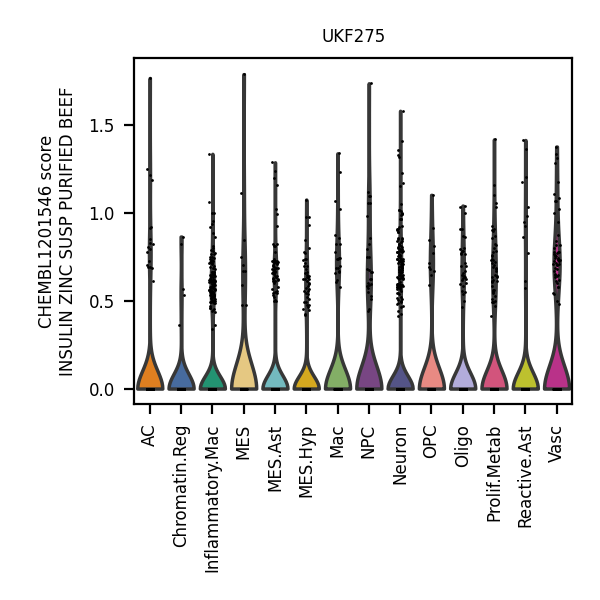 UKF275
CHEMBL1201546 score
INSULIN ZINC SUSP PURIFIED BEEF
1.5
1.0
0.5
0.0
AC
Chromatin.Reg
Inflammatory.Mac
MES
MES.Ast
MES.Hyp
Mac
NPC
Neuron
OPC
Oligo
Prolif.Metab
Reactive.Ast
Vasc